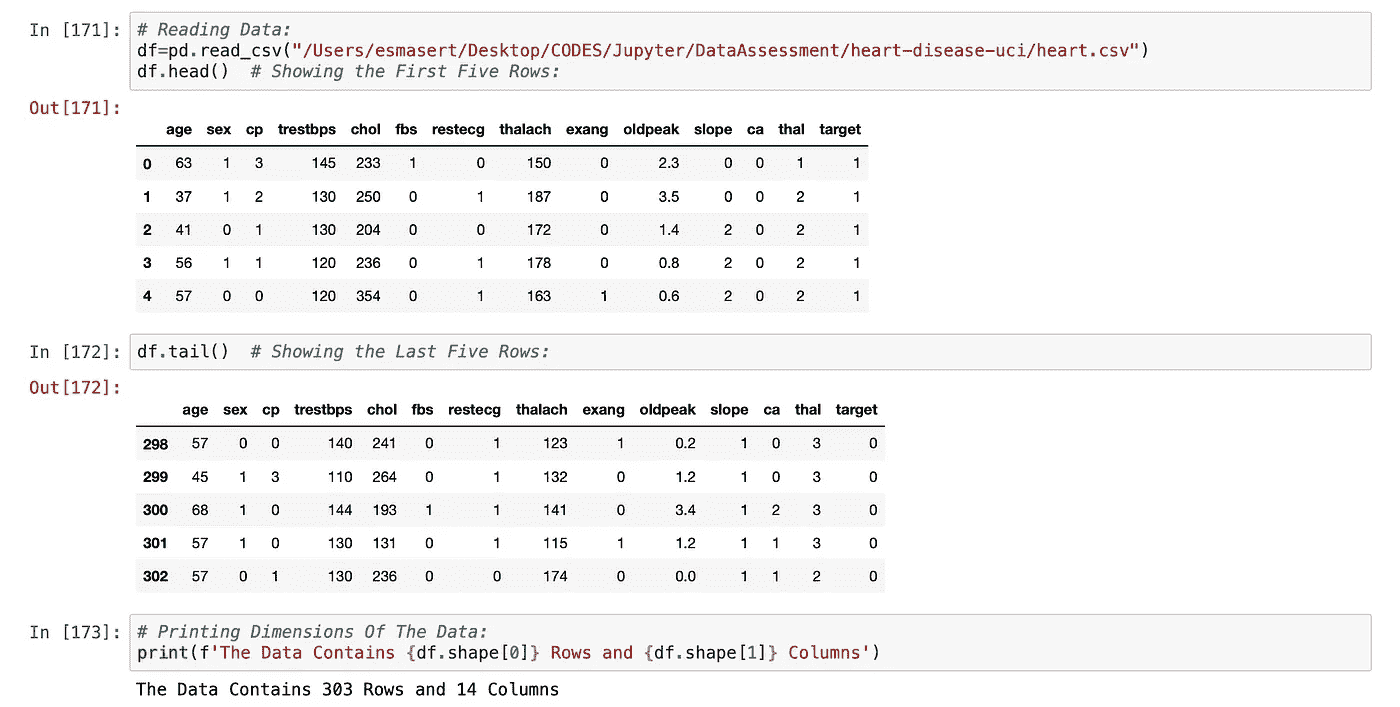 In [171]: # Reading Data:
df=pd.read_csv("/Users/esmasert/Desktop/CODES/Jupyter/DataAssessment/heart-disease-uci/heart.csv")
df.head()  # Showing the First Five Rows:
Out[171]:
age sex cp trestbps chol fbs restecg thalach exang oldpeak slope ca thal target
0 63 1 3 145 233 1 0 150 0 2.3 0 0 1 1
1 37 1 2 130 250 0 1 187 0 3.5 0 0 2 1
2 41 0 1 130 204 0 0 172 0 1.4 2 0 2 1
3 56 1 1 120 236 0 1 178 0 0.8 2 0 2 1
4 57 0 0 120 354 0 1 163 1 0.6 2 0 2 1
In [172]: df.tail()  # Showing the Last Five Rows:
Out[172]:
age sex cp trestbps chol fbs restecg thalach exang oldpeak slope ca thal target
298 57 0 0 140 241 0 1 123 1 0.2 1 0 3 0
299 45 1 3 110 264 0 1 132 0 1.2 1 0 3 0
300 68 1 0 144 193 1 1 141 0 3.4 1 2 3 0
301 57 1 0 130 131 0 1 115 1 1.2 1 1 3 0
302 57 0 1 130 236 0 0 174 0 0.0 1 1 2 0
In [173]: # Printing Dimensions Of The Data:
print(f'The Data Contains {df.shape[0]} Rows and {df.shape[1]} Columns')
The Data Contains 303 Rows and 14 Columns